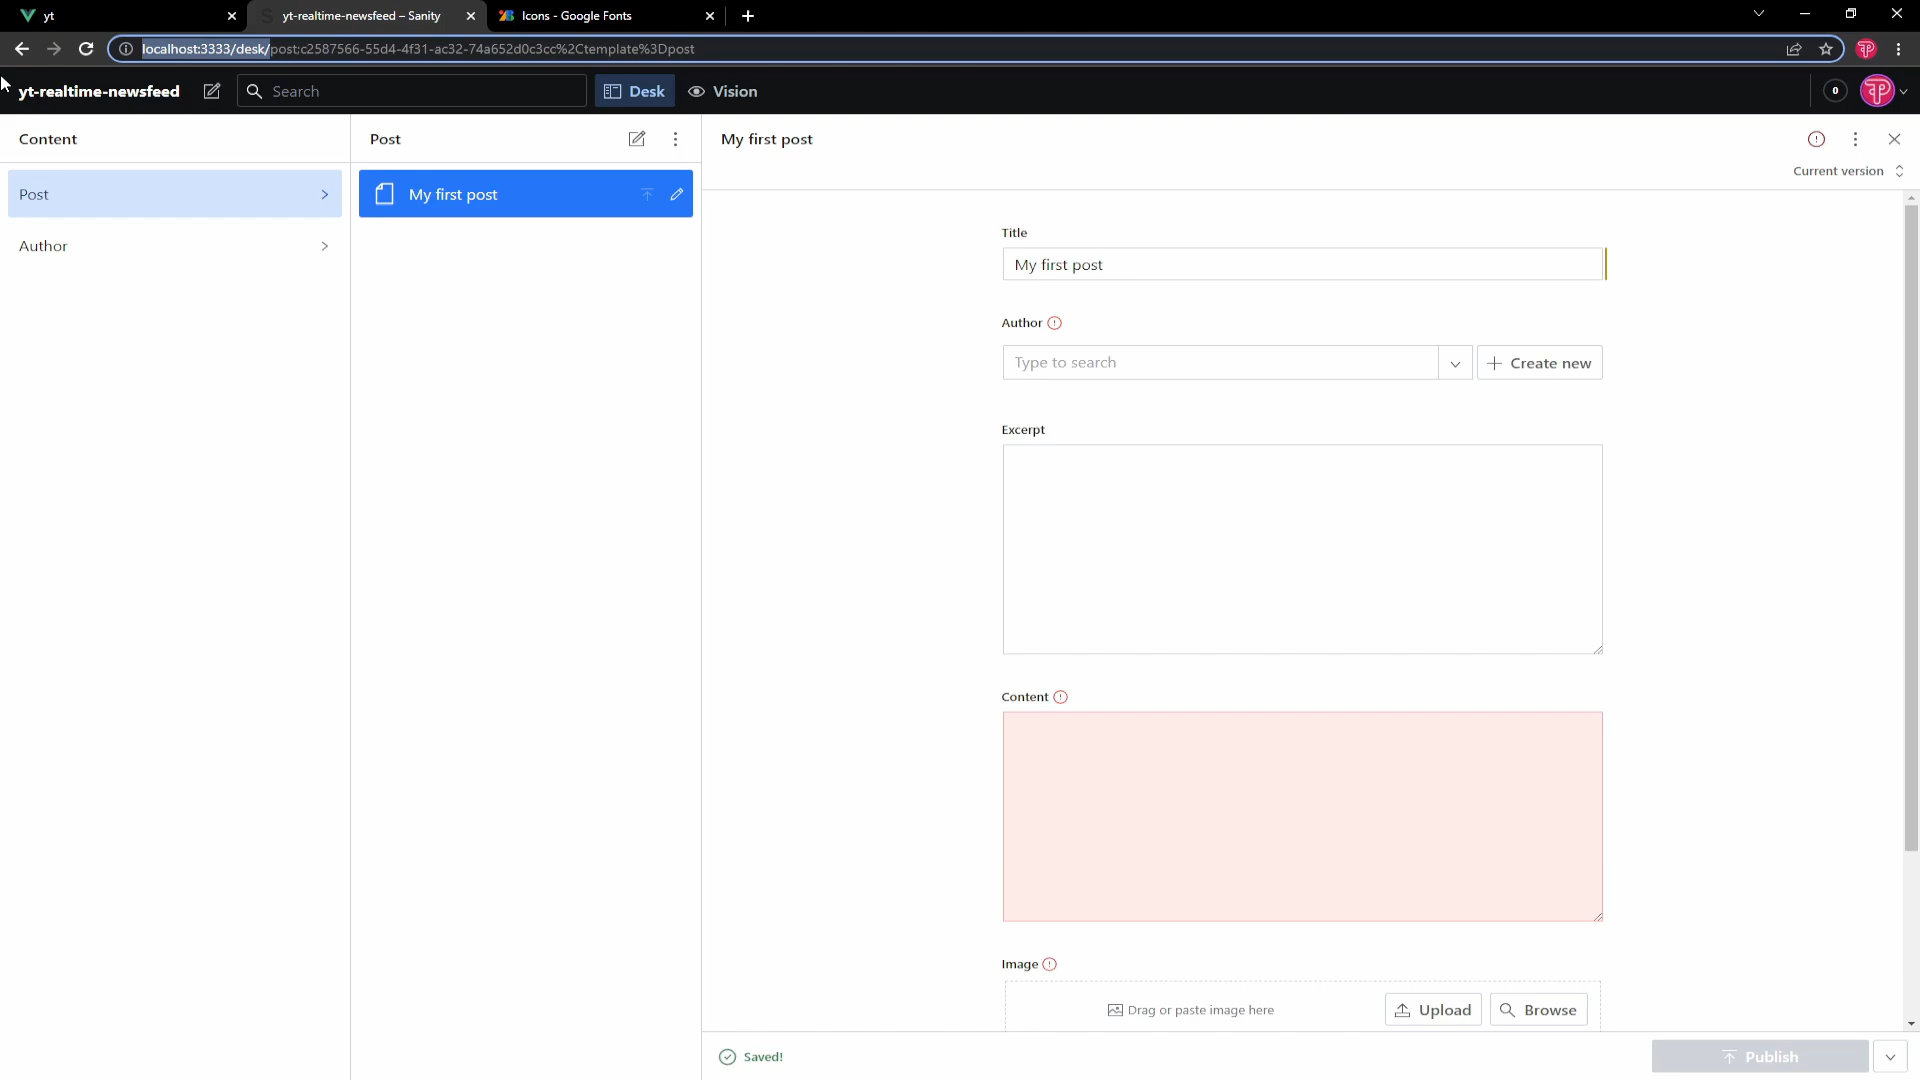 yt
yt-realtime-newsfeed – Sanity
Icons - Google Fonts
localhost:3333/desk/post;c2587566-55d4-4f31-ac32-74a652d0c3cc%2Ctemplate%3Dpost
yt-realtime-newsfeed
Search
Desk
Vision
0
Content
Post
My first post
Current version
Post
Author
My first post
Title
My first post
Author
Type to search
Create new
Excerpt
Content
Image
Drag or paste image here
Upload
Browse
Saved!
Publish